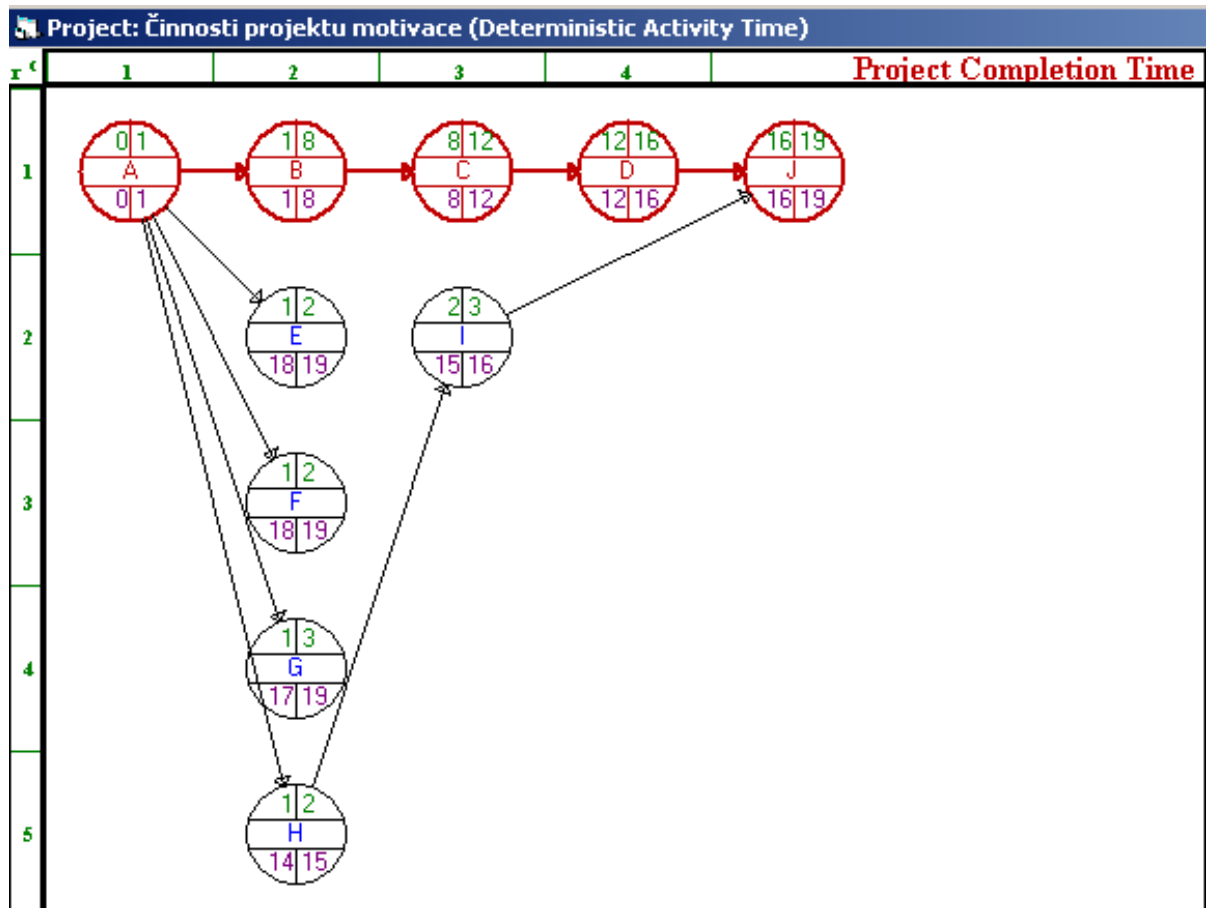 Project: Činnosti projektu motivace (Deterministic Activity Time)
r c 1 2 3 4 Project Completion Time
0 1 1 8 8 12 12 16 16 19
1 A B C D J
0 1 1 8 8 12 12 16 16 19
1 2 2 3
2 E I
18 19 15 16
1 2
3 F
18 19
1 3
4 G
17 19
1 2
5 H
14 15